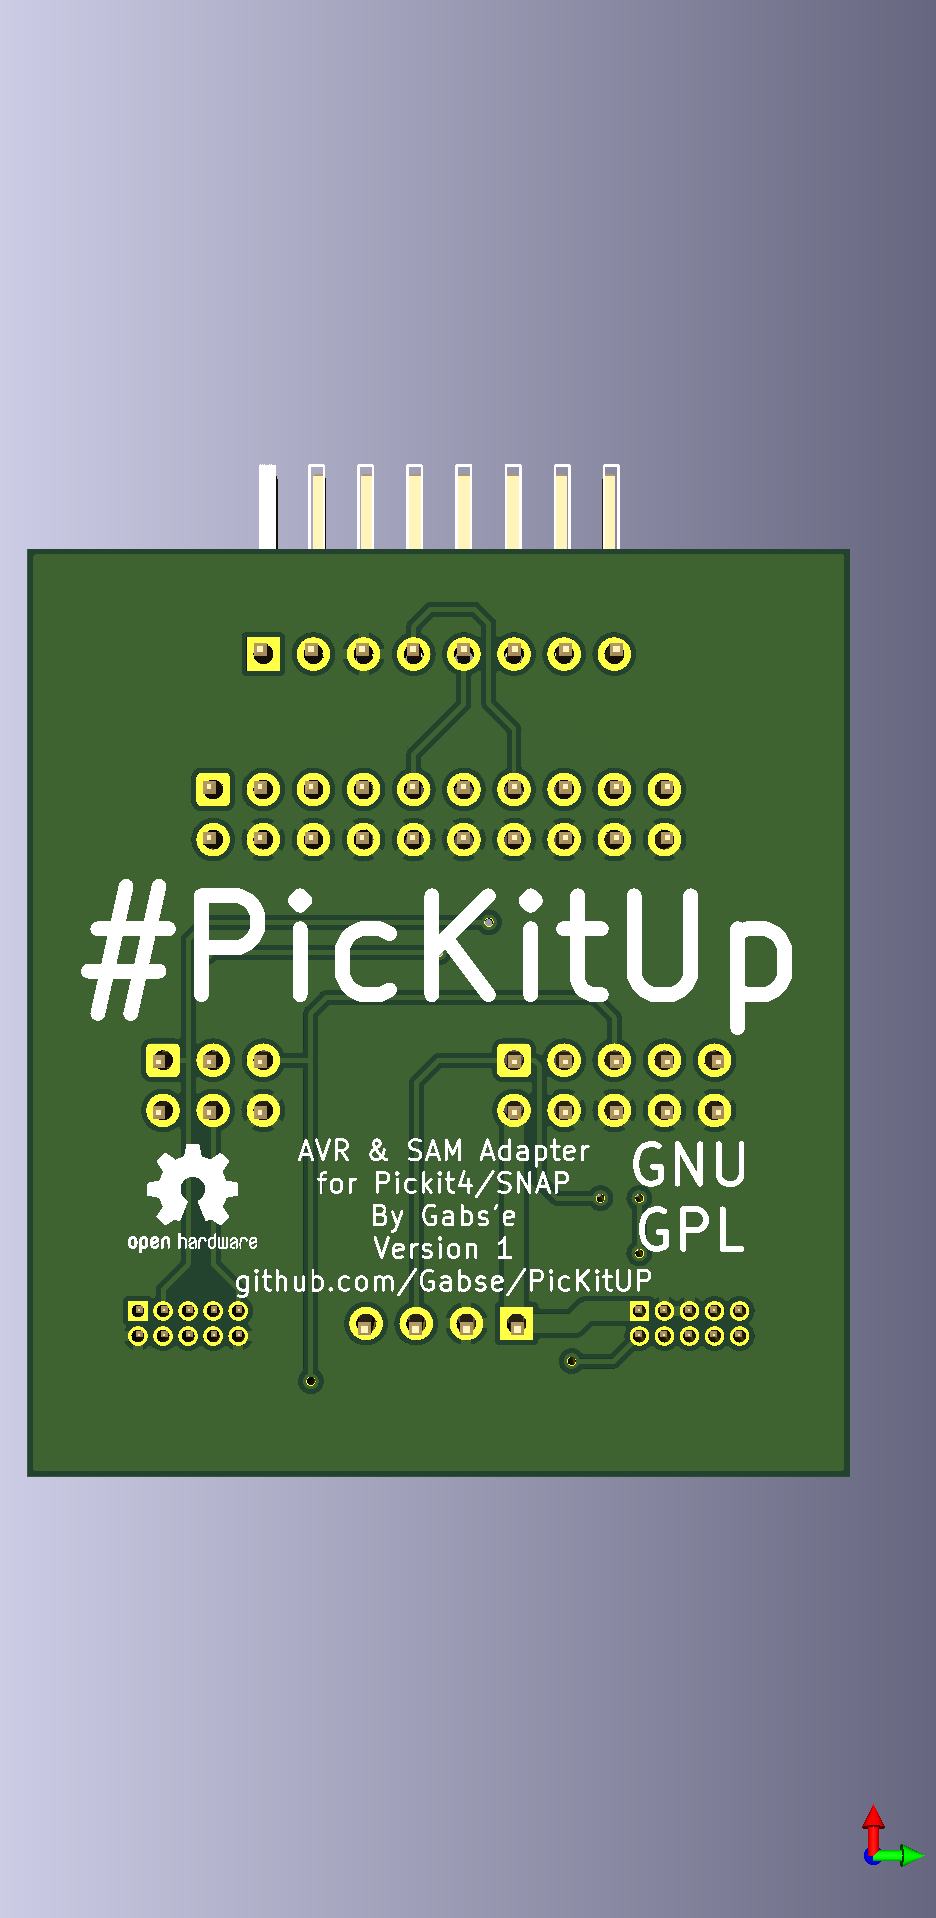 #PicKitUp
AVR & SAM Adapter
for Pickit4/SNAP
By Gabs'e
Version 1
github.com/Gabse/PicKitUP
GNU
GPL
open hardware